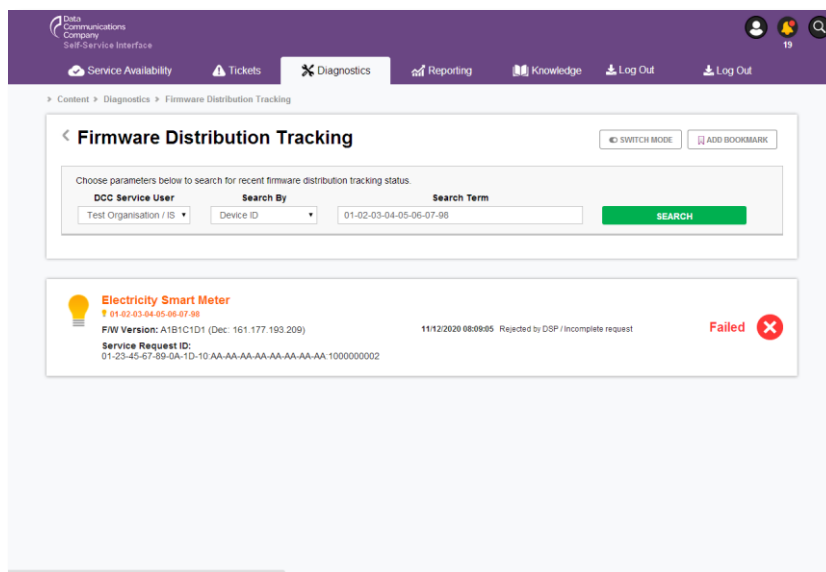 Data
Communications
Company
Self-Service Interface
19
Service Availability
Tickets
Diagnostics
Reporting
Knowledge
Log Out
Log Out
> Content > Diagnostics > Firmware Distribution Tracking
< Firmware Distribution Tracking
SWITCH MODE
ADD BOOKMARK
Choose parameters below to search for recent firmware distribution tracking status.
DCC Service User Search By Search Term
Test Organisation / IS Device ID 01-02-03-04-05-06-07-98 SEARCH
Electricity Smart Meter
01-02-03-04-05-06-07-98
F/W Version: A1B1C1D1 (Dec: 161.177.193.209)
11/12/2020 08:09:05 Rejected by DSP / Incomplete request
Failed
Service Request ID:
01-23-45-67-89-0A-1D-10:AA-AA-AA-AA-AA-AA-AA-AA:1000000002